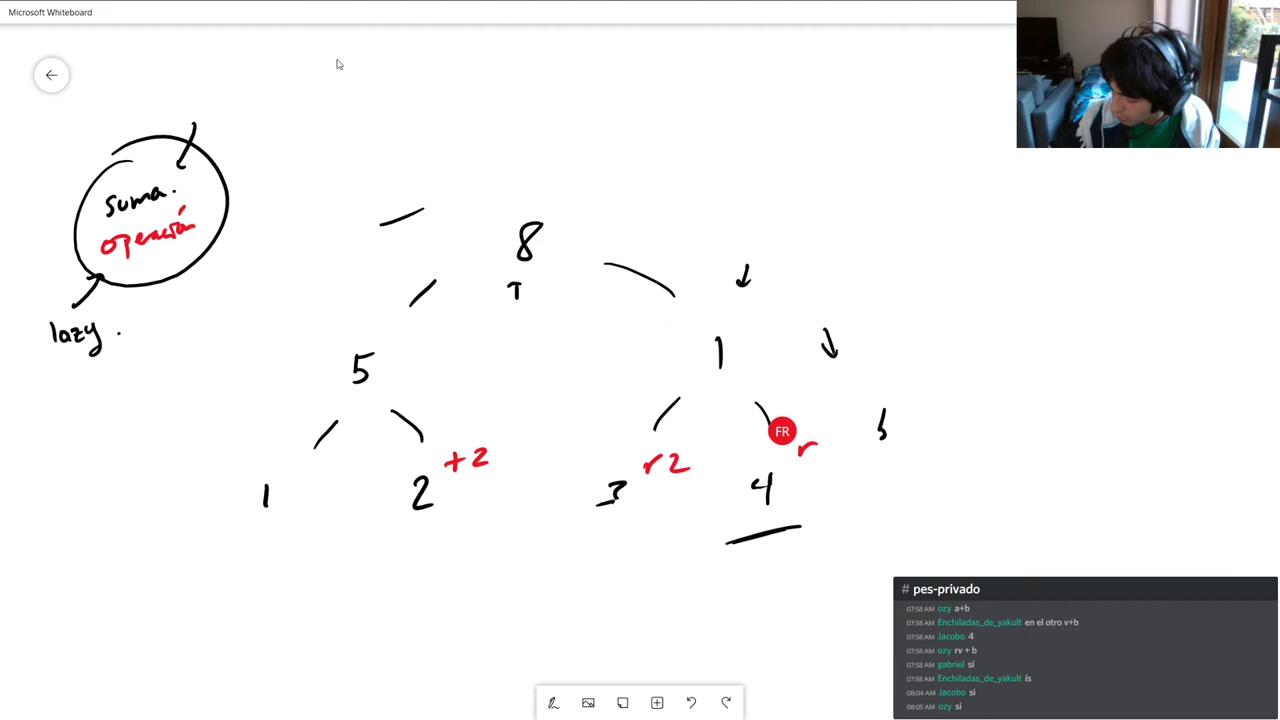 Microsoft Whiteboard
suma.
operación
lazy.
8
T
5
1
1
2
+2
3
r2
4
FR
r
# pes-privado
07:58 AM ozy a+b
07:58 AM Enchiladas_de_yakult en el otro v+b
07:58 AM Jacobo 4
07:58 AM ozy rv + b
07:58 AM gabriel sí
07:58 AM Enchiladas_de_yakult ís
08:04 AM Jacobo si
08:05 AM ozy si